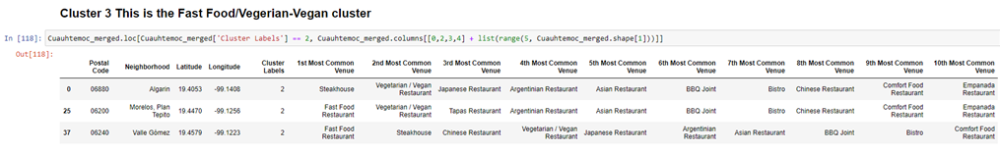 Cluster 3 This is the Fast Food/Vegerian-Vegan cluster
In [118]: Cuauhtemoc_merged.loc[Cuauhtemoc_merged['Cluster Labels'] == 2, Cuauhtemoc_merged.columns[[0,2,3,4] + list(range(5, Cuauhtemoc_merged.shape[1]))]]
Out[118]:
Postal Code Neighborhood Latitude Longitude Cluster Labels 1st Most Common Venue 2nd Most Common Venue 3rd Most Common Venue 4th Most Common Venue 5th Most Common Venue 6th Most Common Venue 7th Most Common Venue 8th Most Common Venue 9th Most Common Venue 10th Most Common Venue
0 06880 Algarin 19.4053 -99.1408 2 Steakhouse Vegetarian / Vegan Restaurant Japanese Restaurant Argentinian Restaurant Asian Restaurant BBQ Joint Bistro Chinese Restaurant Comfort Food Restaurant Empanada Restaurant
25 06200 Morelos, Plan Tepito 19.4470 -99.1256 2 Fast Food Restaurant Vegetarian / Vegan Restaurant Tapas Restaurant Argentinian Restaurant Asian Restaurant BBQ Joint Bistro Chinese Restaurant Comfort Food Restaurant Empanada Restaurant
37 06240 Valle Gómez 19.4579 -99.1223 2 Fast Food Restaurant Steakhouse Chinese Restaurant Vegetarian / Vegan Restaurant Japanese Restaurant Argentinian Restaurant Asian Restaurant BBQ Joint Bistro Comfort Food Restaurant